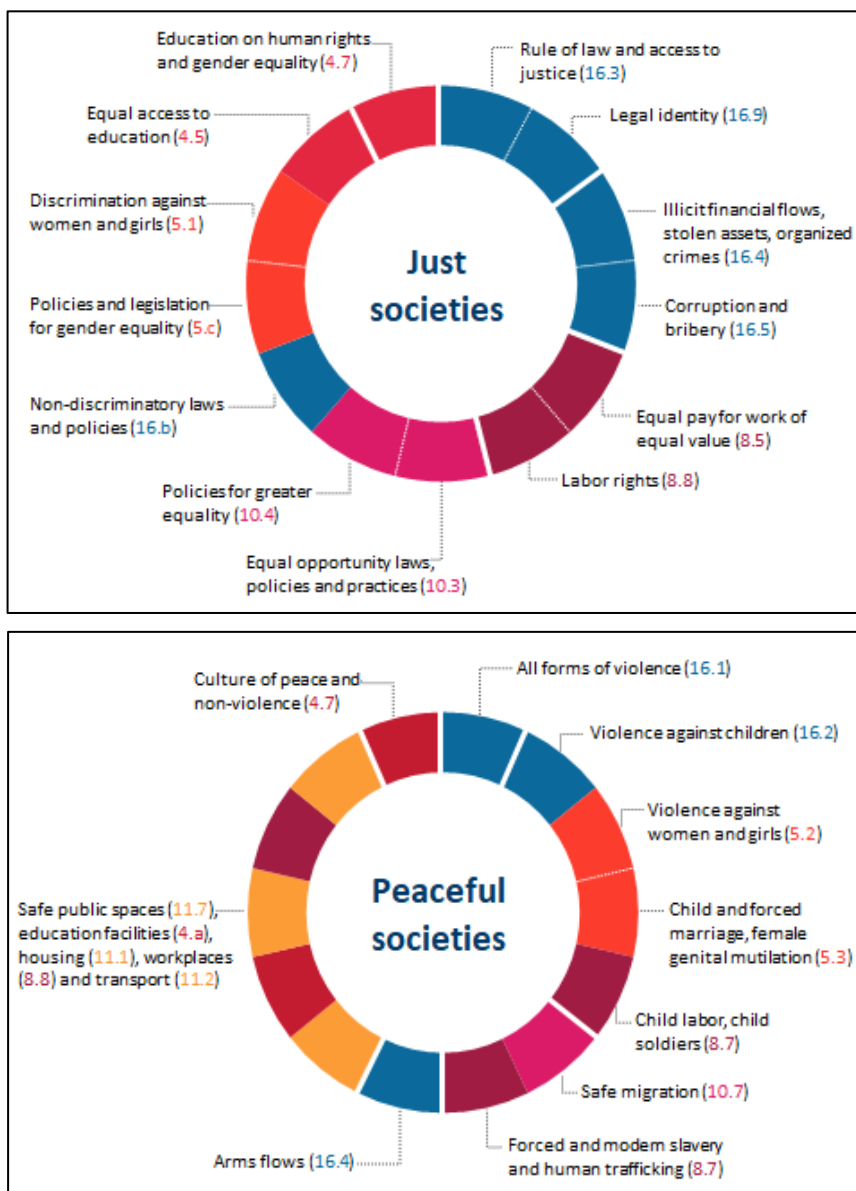 Education on human rights
and gender equality (4.7)
Rule of law and access to
justice (16.3)
Equal access to
education (4.5)
Legal identity (16.9)
Discrimination against
women and girls (5.1)
Illicit financial flows,
stolen assets, organized
crimes (16.4)
Just
societies
Policies and legislation
for gender equality (5.c)
Corruption and
bribery (16.5)
Non-discriminatory laws
and policies (16.b)
Equal pay for work of
equal value (8.5)
Policies for greater
equality (10.4)
Labor rights (8.8)
Equal opportunity laws,
policies and practices (10.3)
Culture of peace and
non-violence (4.7)
All forms of violence (16.1)
Violence against children (16.2)
Violence against
women and girls (5.2)
Peaceful
societies
Safe public spaces (11.7),
education facilities (4.a),
housing (11.1), workplaces
(8.8) and transport (11.2)
Child and forced
marriage, female
genital mutilation (5.3)
Child labor, child
soldiers (8.7)
Safe migration (10.7)
Arms flows (16.4)
Forced and modern slavery
and human trafficking (8.7)